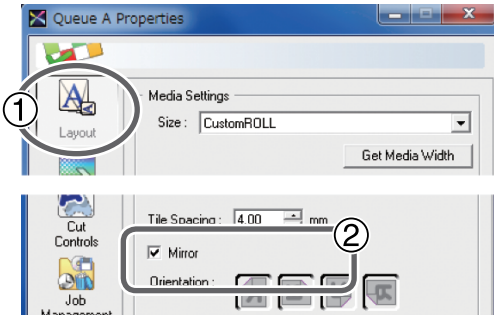 Queue A Properties
① Layout
Media Settings
Size : CustomROLL
Get Media Width
Cut
Controls
Tile Spacing : 4.00 mm
②
Mirror
Orientation :
Job
Management